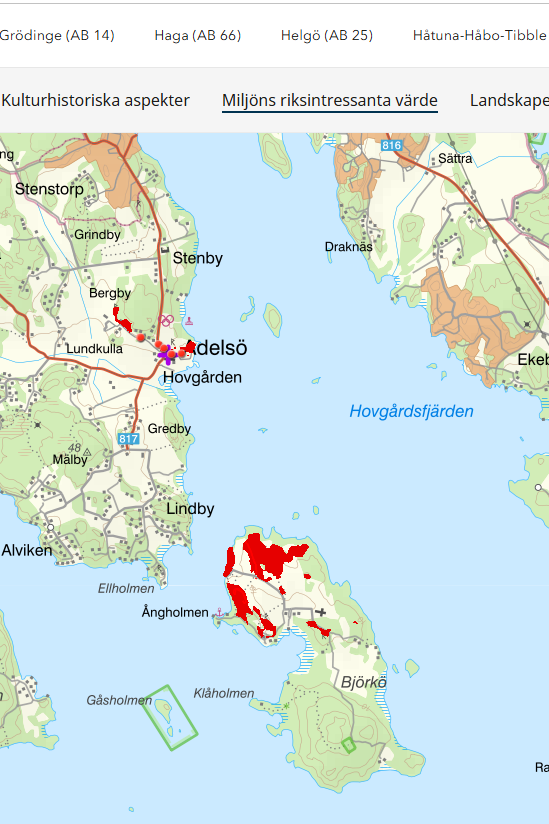 Grödinge (AB 14) Haga (AB 66) Helgö (AB 25) Håtuna-Håbo-Tibble
Kulturhistoriska aspekter Miljöns riksintressanta värde Landskape
816
ng
Sättra
Stenstorp
Grindby
Draknäs
Stenby
Bergby
Lundkulla
delsö
Ekeb
Hovgården
Hovgårdsfjärden
Gredby
817
48
Mälby
Lindby
Alviken
Ellholmen
Ångholmen
Björkö
Klåholmen
Gåsholmen
n
Ra